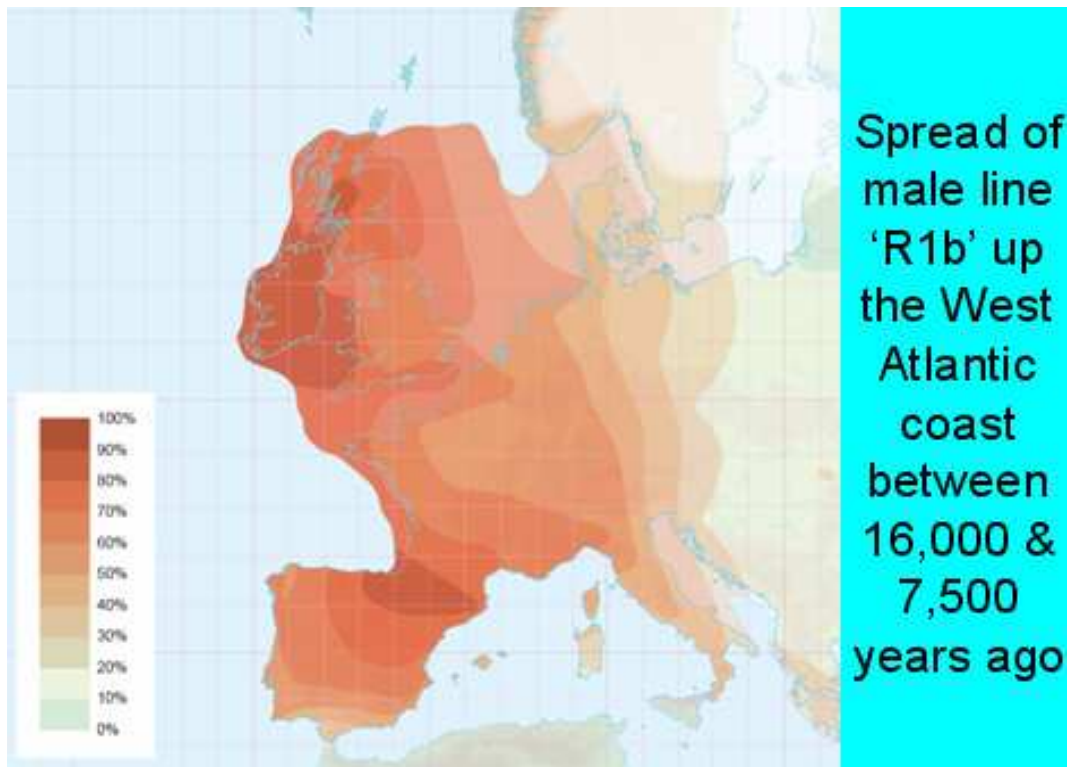 Spread of
male line
‘R1b’ up
the West
Atlantic
coast
between
16,000 &
7,500
years ago
100%
90%
80%
70%
60%
50%
40%
30%
20%
10%
0%